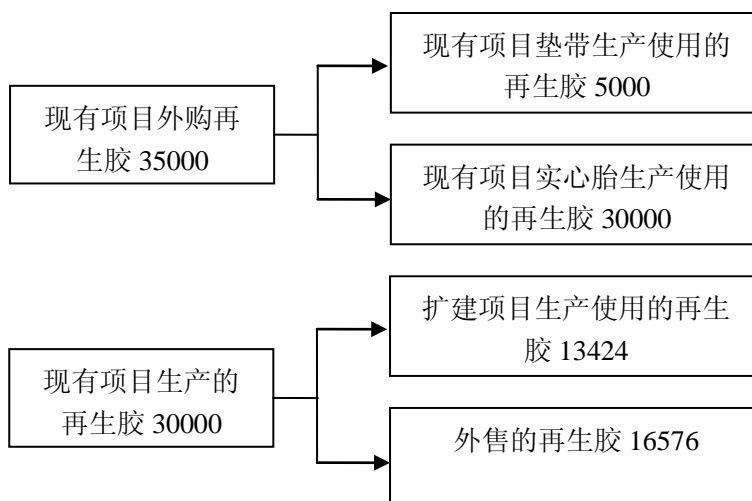 现有项目垫带生产使用的
再生胶 5000
现有项目外购再
生胶 35000
现有项目实心胎生产使用
的再生胶 30000
扩建项目生产使用的再生
胶 13424
现有项目生产的
再生胶 30000
外售的再生胶 16576